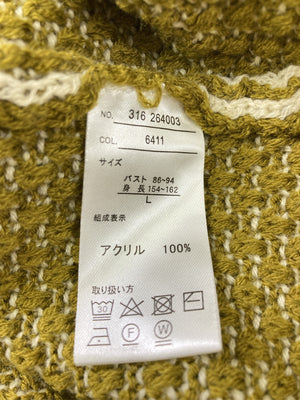 NO. 316 264003
COL. 6411
サイズ
バスト 86~94
身 長 154~162
L
組成表示
アクリル 100%
取り扱い方
30
F W